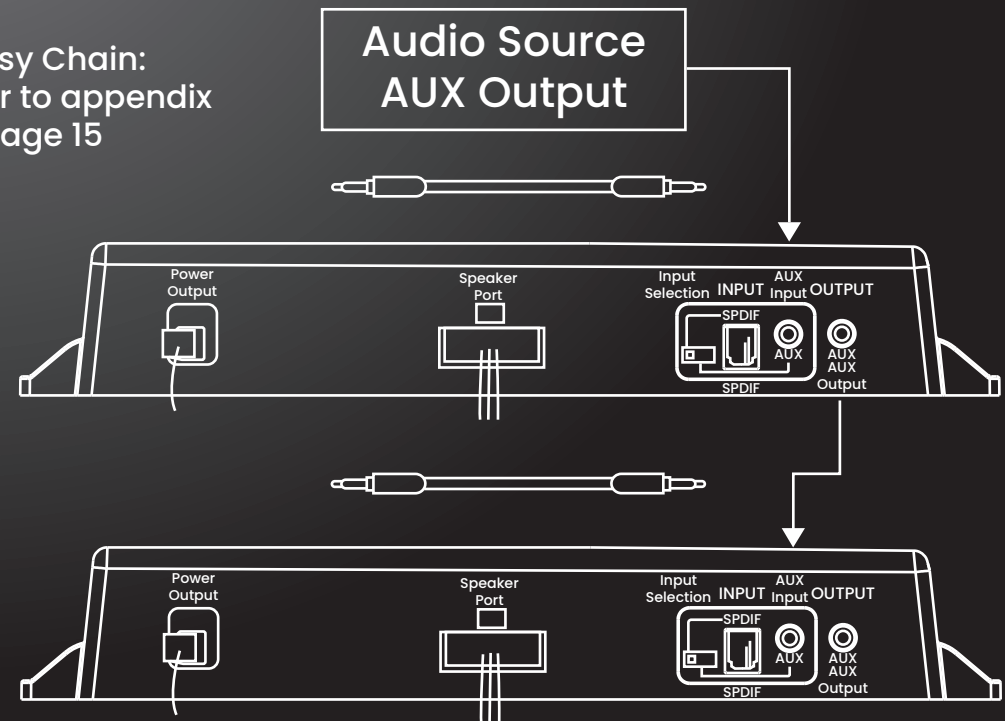 sy Chain:
r to appendix
age 15
Audio Source
AUX Output
Power
Output
Speaker
Port
Input
Selection
INPUT
AUX
Input
OUTPUT
SPDIF
AUX
SPDIF
AUX
AUX
Output
Power
Output
Speaker
Port
Input
Selection
INPUT
AUX
Input
OUTPUT
SPDIF
AUX
SPDIF
AUX
AUX
Output